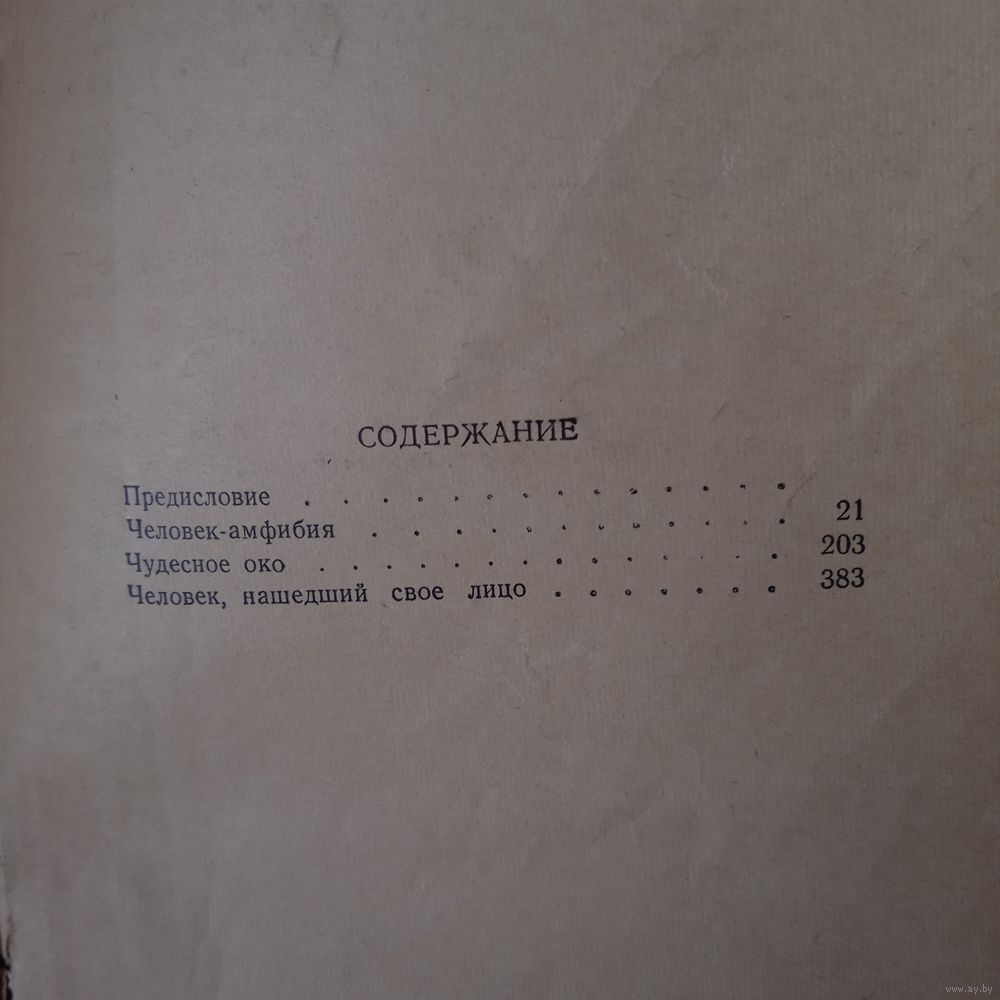 СОДЕРЖАНИЕ
Предисловие . . . . . . . . . . . . . .
Человек-амфибия . . . . . . . . . . . . 21
Чудесное око . . . . . . . . . . . . . 203
Человек, нашедший свое лицо . . . . . . . 383
www.ay.by